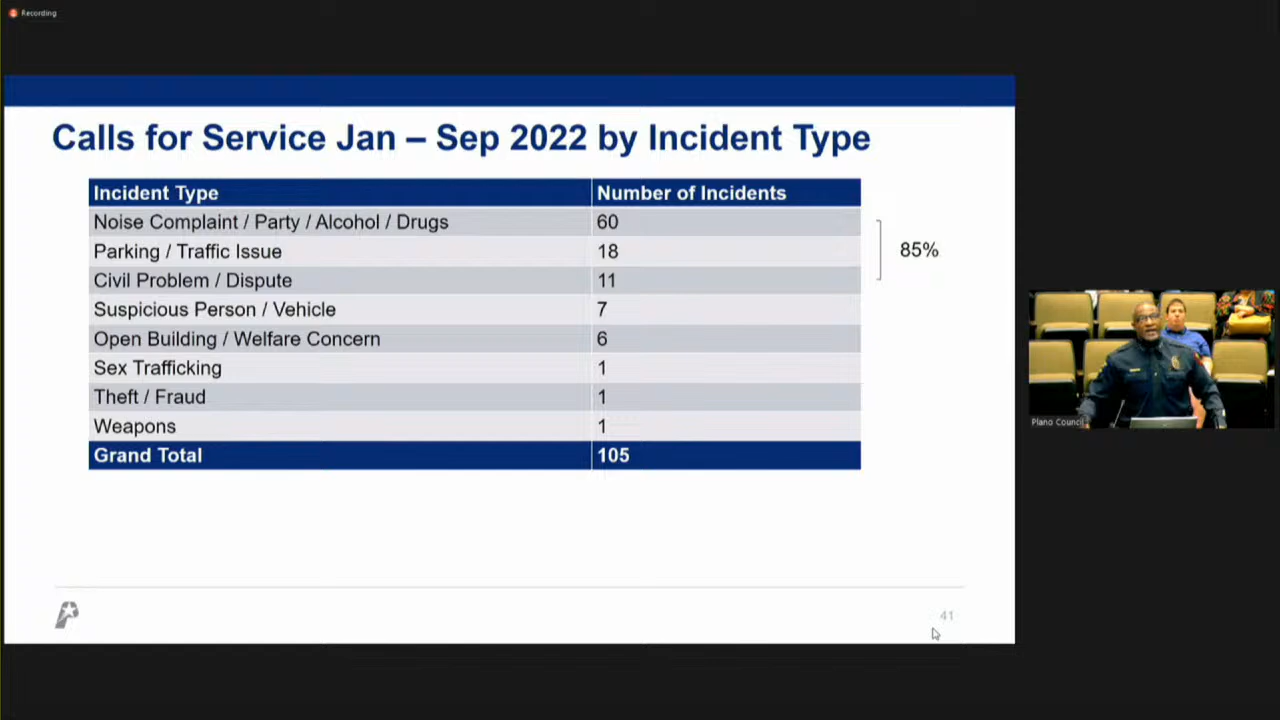 Recording
Calls for Service Jan – Sep 2022 by Incident Type
Incident Type Number of Incidents
Noise Complaint / Party / Alcohol / Drugs 60
Parking / Traffic Issue 18
85%
Civil Problem / Dispute 11
Suspicious Person / Vehicle 7
Open Building / Welfare Concern 6
Sex Trafficking 1
Theft / Fraud 1
Weapons 1
Grand Total 105
Plano Council
41